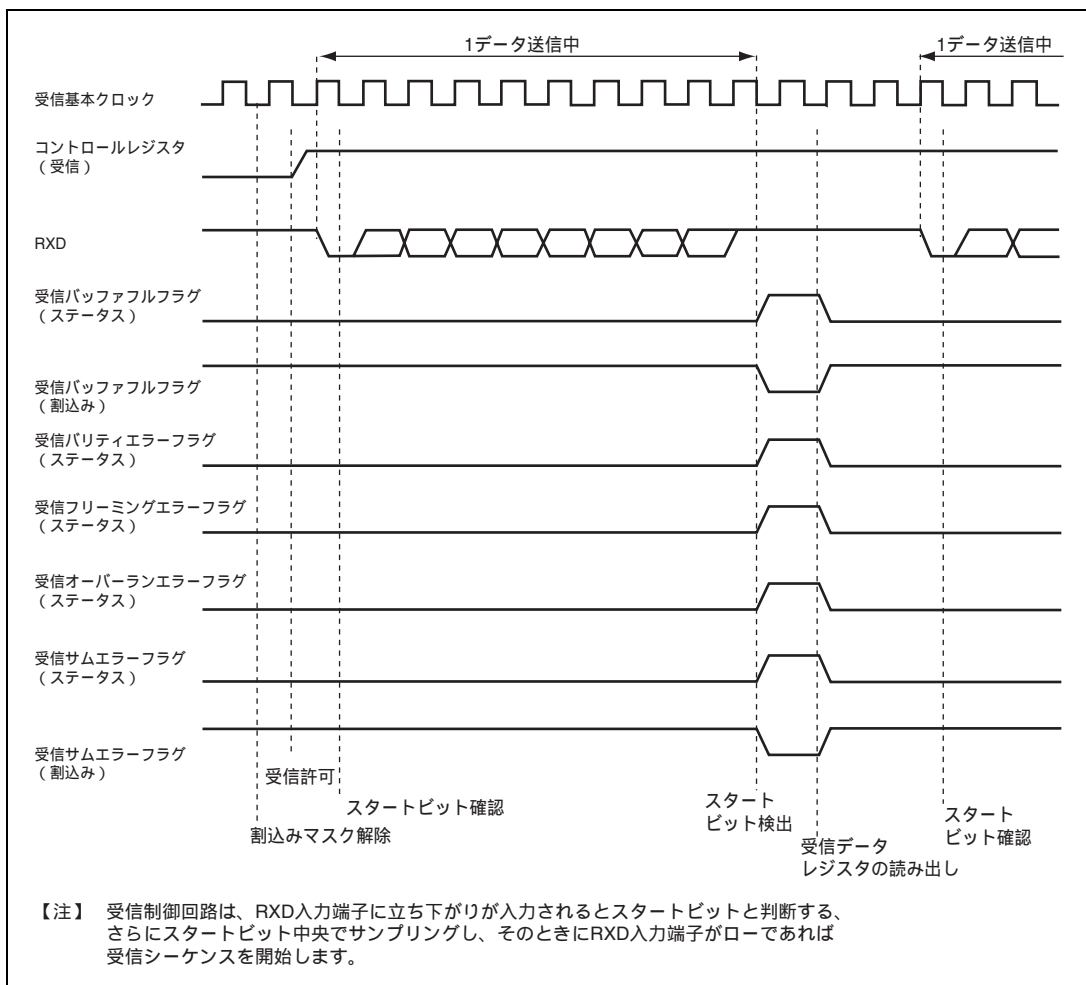 1データ送信中
1データ送信中
受信基本クロック
コントロールレジスタ
（受信）
RXD
受信バッファフルフラグ
（ステータス）
受信バッファフルフラグ
（割込み）
受信パリティエラーフラグ
（ステータス）
受信フリーミングエラーフラグ
（ステータス）
受信オーバーランエラーフラグ
（ステータス）
受信サムエラーフラグ
（ステータス）
受信サムエラーフラグ
（割込み）
受信許可
スタートビット確認
割込みマスク解除
スタート
ビット検出
受信データ
レジスタの読み出し
スタート
ビット確認
【注】 受信制御回路は、RXD入力端子に立ち下がりが入力されるとスタートビットと判断する、
さらにスタートビット中央でサンプリングし、そのときにRXD入力端子がローであれば
受信シーケンスを開始します。